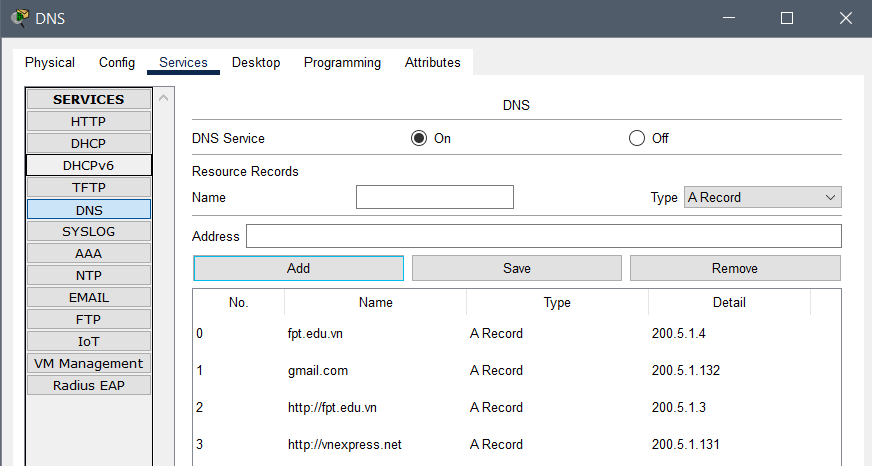 DNS
Physical Config Services Desktop Programming Attributes
SERVICES
HTTP
DHCP
DHCPv6
TFTP
DNS
SYSLOG
AAA
NTP
EMAIL
FTP
IoT
VM Management
Radius EAP
DNS
DNS Service On Off
Resource Records
Name Type A Record
Address
Add Save Remove
No. Name Type Detail
0 fpt.edu.vn A Record 200.5.1.4
1 gmail.com A Record 200.5.1.132
2 http://fpt.edu.vn A Record 200.5.1.3
3 http://vnexpress.net A Record 200.5.1.131